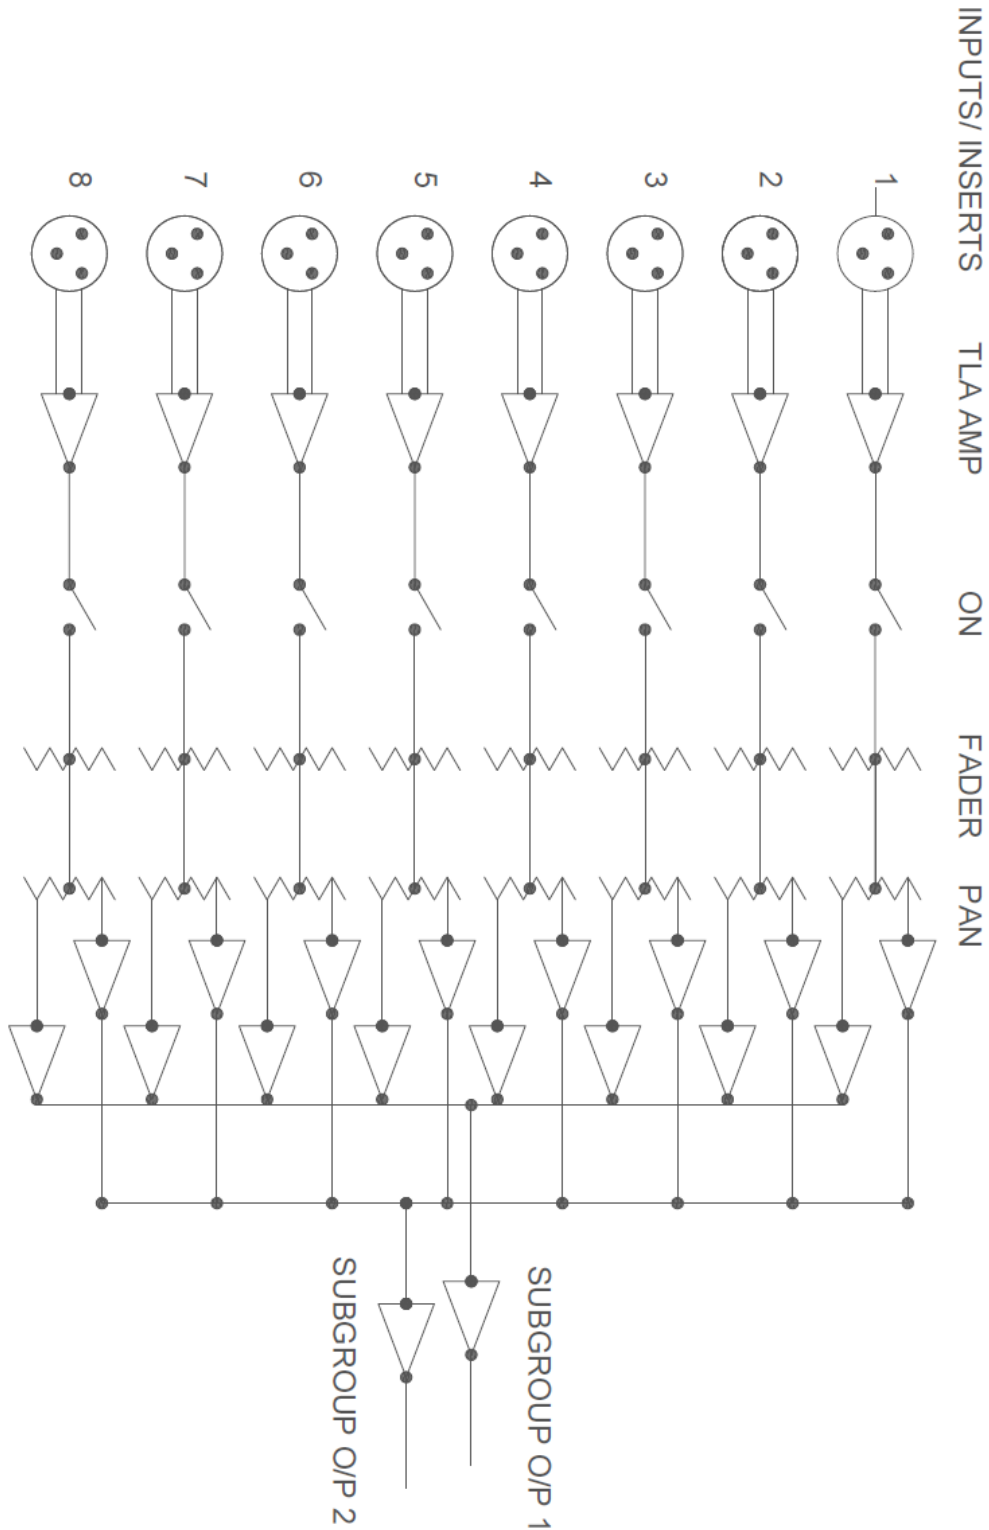 INPUTS/ INSERTS
TLA AMP
ON
FADER
PAN
1
2
3
4
5
6
7
8
SUBGROUP O/P 1
SUBGROUP O/P 2